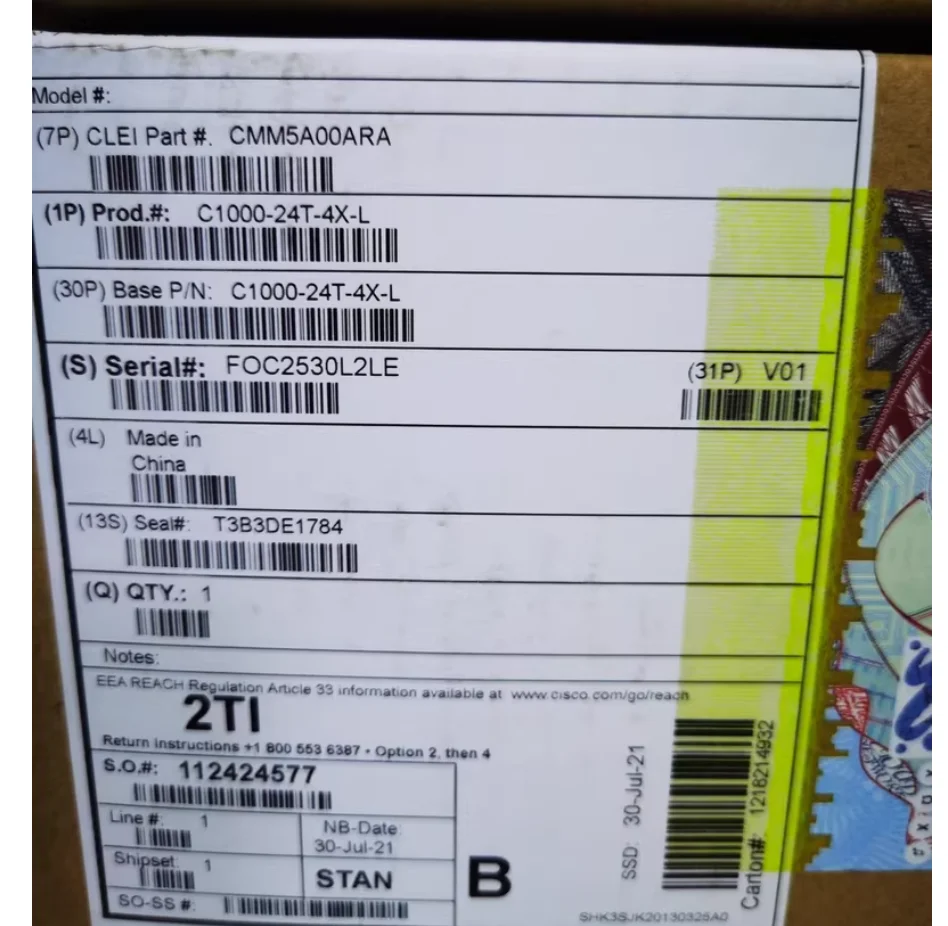 Model #:
(7P) CLEI Part #. CMM5A00ARA
(1P) Prod.#: C1000-24T-4X-L
(30P) Base P/N: C1000-24T-4X-L
(S) Serial#: FOC2530L2LE (31P) V01
(4L) Made in
China
(13S) Seal#: T3B3DE1784
(Q) QTY.: 1
Notes:
EEA REACH Regulation Article 33 information available at www.cisco.com/go/reach
2TI
Return instructions +1 800 553 6387 • Option 2, then 4
S.O.#: 112424577
Line #: 1
NB-Date:
30-Jul-21
Shipset: 1
STAN
SO-SS #:
B
SSD: 30-Jul-21
Carton#: 1218214932